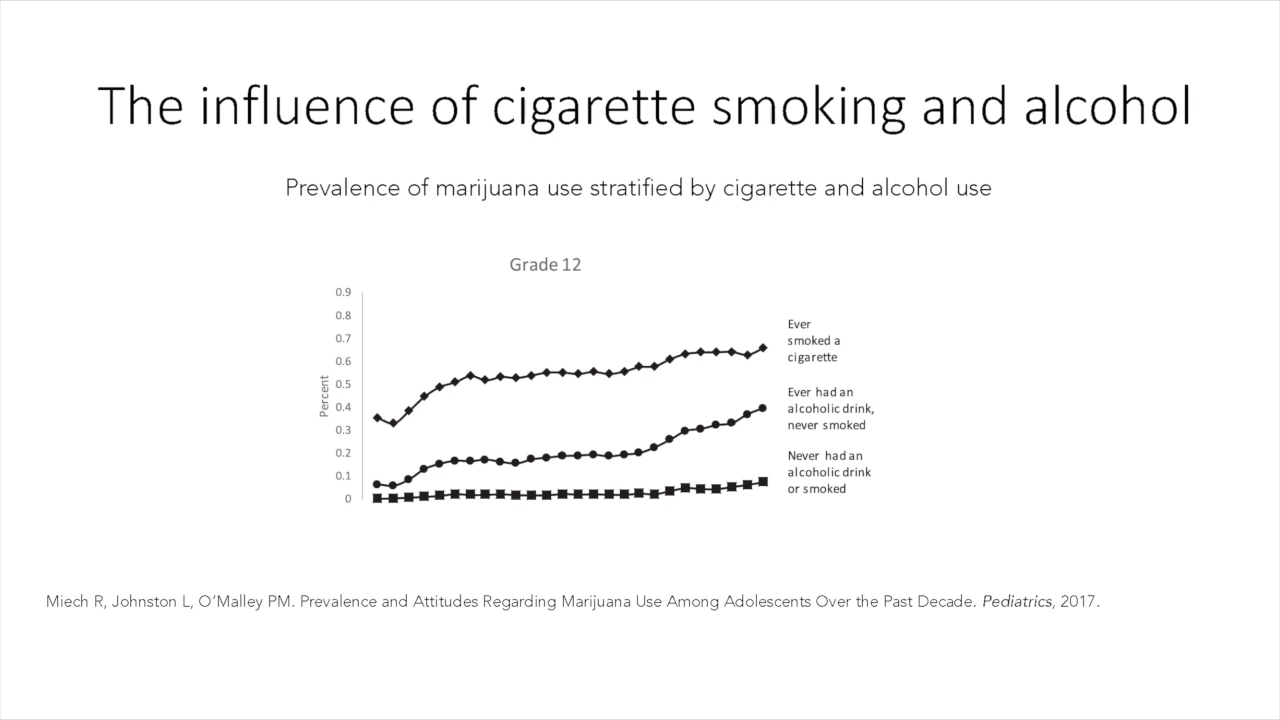 The influence of cigarette smoking and alcohol
Prevalence of marijuana use stratified by cigarette and alcohol use
Grade 12
Percent
0.9
0.8
0.7
0.6
0.5
0.4
0.3
0.2
0.1
0
Ever
smoked a
cigarette
Ever had an
alcoholic drink,
never smoked
Never had an
alcoholic drink
or smoked
Miech R, Johnston L, O’Malley PM. Prevalence and Attitudes Regarding Marijuana Use Among Adolescents Over the Past Decade. Pediatrics, 2017.